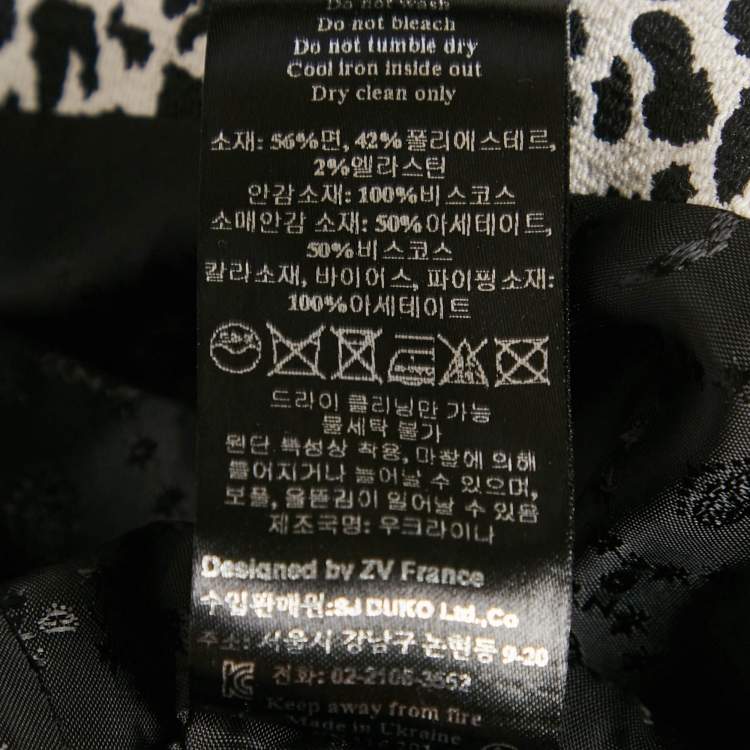 Do not wash
Do not bleach
Do not tumble dry
Cool iron inside out
Dry clean only
소재: 56%면, 42%폴리에스테르,
2%엘라스턴
안감소재: 100%비스코스
소매안감 소재: 50%아세테이트,
50%비스코스
칼라소재, 바이어스, 파이핑소재:
100%아세테이트
드라이 클리닝만 가능
물세탁 불가
원단 특성상 착용, 마찰에 의해
틀어지거나 늘어날 수 있으며,
보풀, 올뜯김이 일어날 수 있음
제조국명: 우크라이나
Designed by ZV France
수입판매원:SJ DUKO Ltd.,Co
주소: 서울시 강남구 논현동 9-20
전화: 02-2106-3552
Keep away from fire
Made in Ukraine